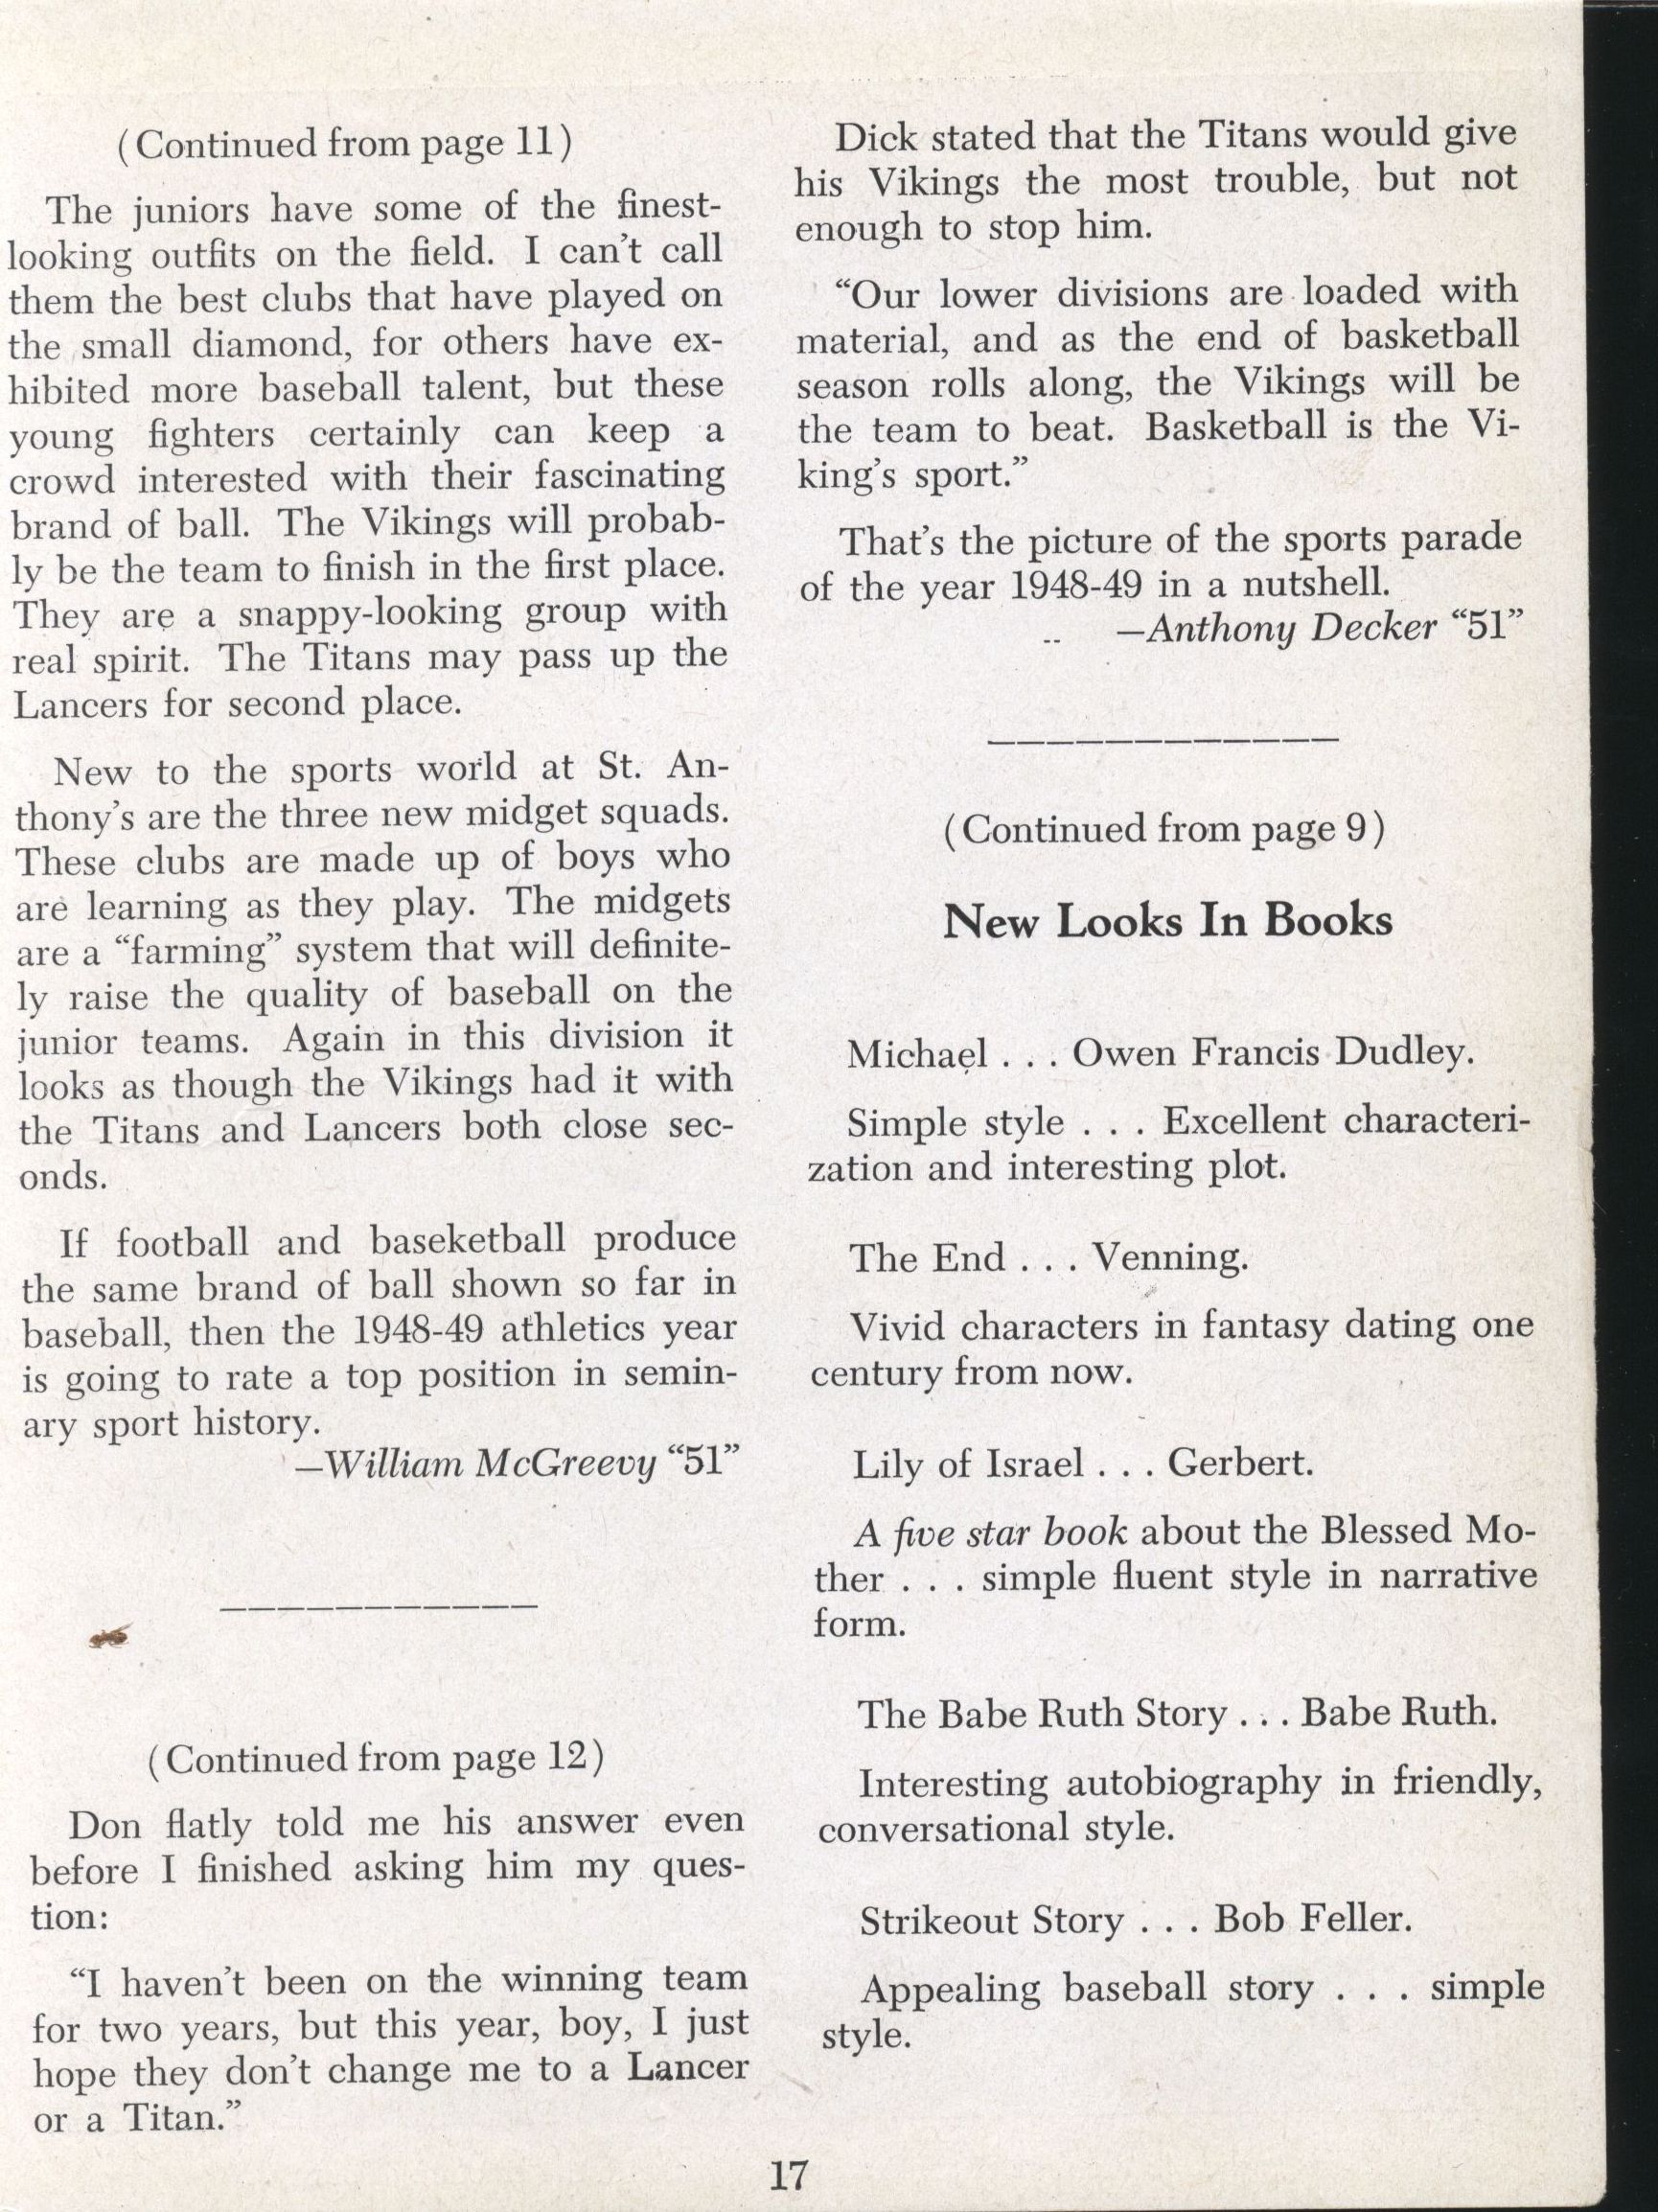 (Continued from page 11)
The juniors have some of the finest-
looking outfits on the field. I can't call
them the best clubs that have played on
the small diamond, for others have ex-
hibited more baseball talent, but these
young fighters certainly can keep a
crowd interested with their fascinating
brand of ball. The Vikings will probab-
ly be the team to finish in the first place.
They are a snappy-looking group with
real spirit. The Titans may pass up the
Lancers for second place.
New to the sports world at St. An-
thony's are the three new midget squads.
These clubs are made up of boys who
are learning as they play. The midgets
are a “farming” system that will definite-
ly raise the quality of baseball on the
junior teams. Again in this division it
looks as though the Vikings had it with
the Titans and Lancers both close sec-
onds.
If football and baseketball produce
the same brand of ball shown so far in
baseball, then the 1948-49 athletics year
is going to rate a top position in semin-
ary sport history.
—William McGreevy “51”
(Continued from page 12)
Don flatly told me his answer even
before I finished asking him my ques-
tion:
“I haven't been on the winning team
for two years, but this year, boy, I just
hope they don't change me to a Lancer
or a Titan.”
Dick stated that the Titans would give
his Vikings the most trouble, but not
enough to stop him.
“Our lower divisions are loaded with
material, and as the end of basketball
season rolls along, the Vikings will be
the team to beat. Basketball is the Vi-
king's sport.”
That's the picture of the sports parade
of the year 1948-49 in a nutshell.
—Anthony Decker “51”
(Continued from page 9)
New Looks In Books
Michael . . . Owen Francis Dudley.
Simple style . . . Excellent characteri-
zation and interesting plot.
The End . . . Venning.
Vivid characters in fantasy dating one
century from now.
Lily of Israel . . . Gerbert.
A five star book about the Blessed Mo-
ther . . . simple fluent style in narrative
form.
The Babe Ruth Story . . . Babe Ruth.
Interesting autobiography in friendly,
conversational style.
Strikeout Story . . . Bob Feller.
Appealing baseball story . . . simple
style.
17